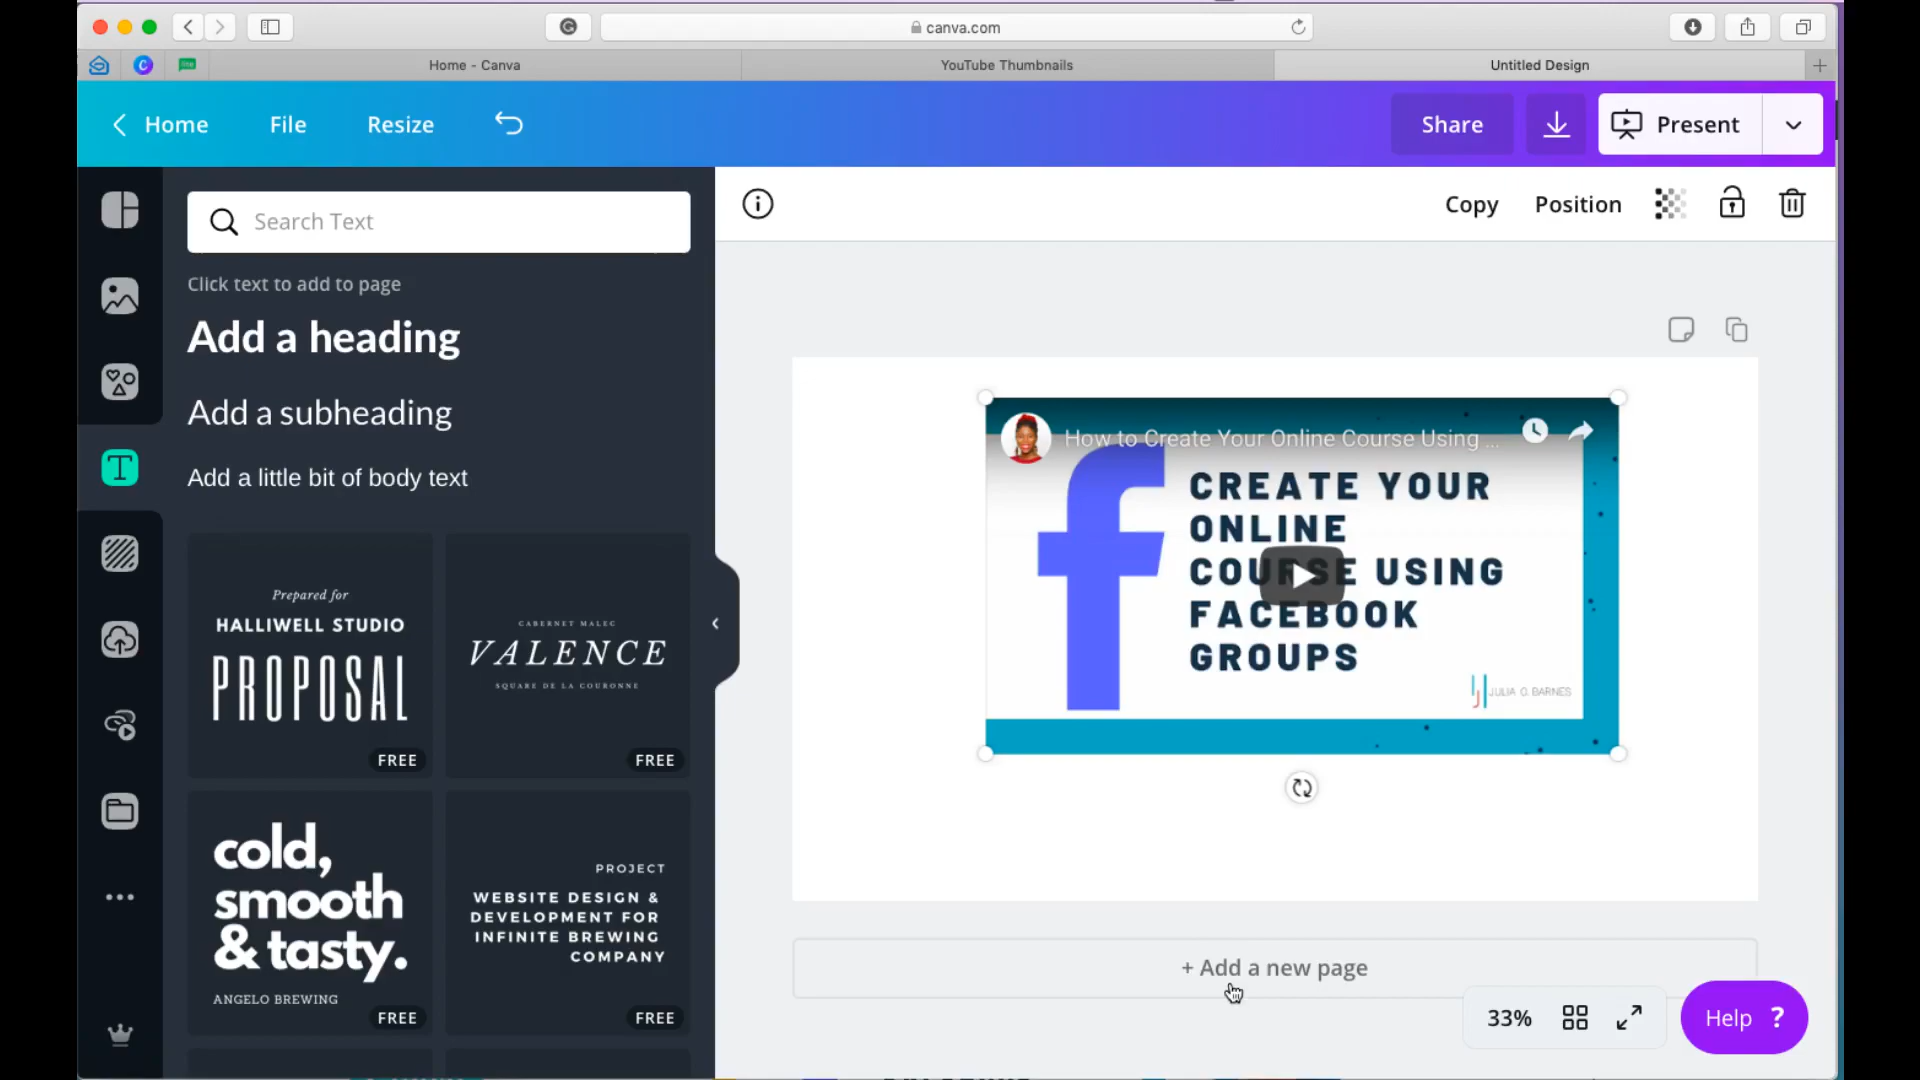 canva.com
Home - Canva
YouTube Thumbnails
Untitled Design
Home
File
Resize
Share
Present
Search Text
Copy
Position
Click text to add to page
Add a heading
Add a subheading
Add a little bit of body text
Prepared for
HALLIWELL STUDIO
PROPOSAL
FREE
CABERNET MALEC
VALENCE
SQUARE DE LA COURONNE
FREE
cold,
smooth
& tasty.
ANGELO BREWING
FREE
PROJECT
WEBSITE DESIGN &
DEVELOPMENT FOR
INFINITE BREWING
COMPANY
FREE
How to Create Your Online Course Using ...
CREATE YOUR
ONLINE
COURSE USING
FACEBOOK
GROUPS
JULIA O. BARNES
+ Add a new page
33%
Help ?